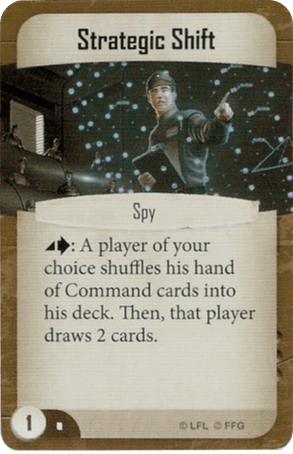 Strategic Shift
Spy
: A player of your
choice shuffles his hand
of Command cards into
his deck. Then, that player
draws 2 cards.
1
© LFL © FFG